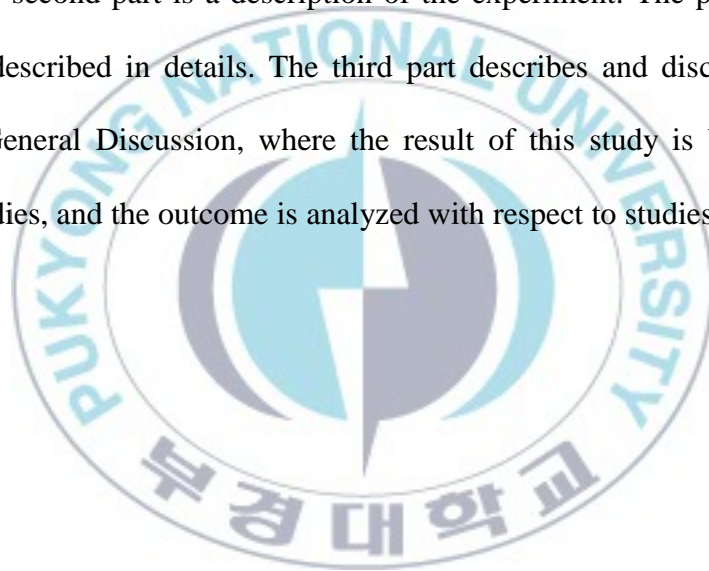 second part is a description of the experiment. The p
described in details. The third part describes and disc
General Discussion, where the result of this study is
dies, and the outcome is analyzed with respect to studies
PUKYONG NATIONAL UNIVERSITY
부경대학교